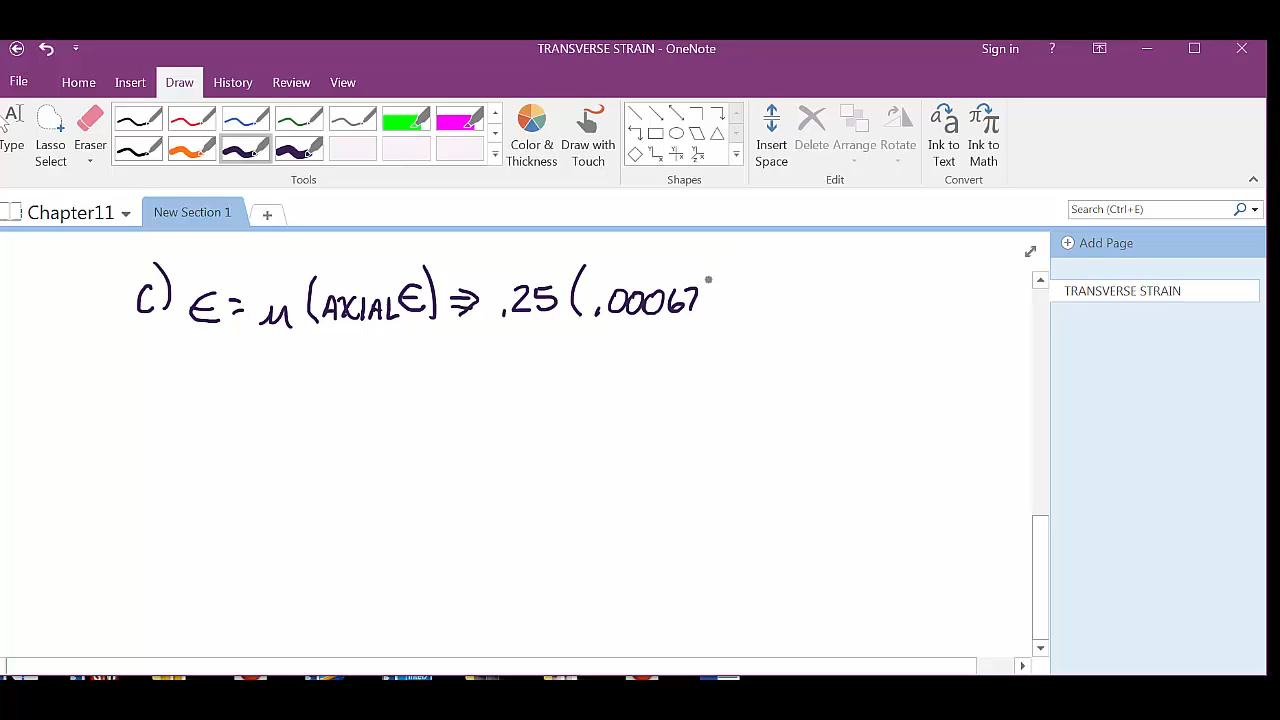 TRANSVERSE STRAIN - OneNote
Sign in
?
File
Home
Insert
Draw
History
Review
View
Type
Lasso Select
Eraser
Color & Thickness
Draw with Touch
Insert Space
Delete
Arrange
Rotate
Ink to Text
Ink to Math
Tools
Shapes
Edit
Convert
Chapter11
New Section 1
Search (Ctrl+E)
Add Page
TRANSVERSE STRAIN
C) ϵ = μ (AXIAL ϵ) ⇒ .25 (.00067